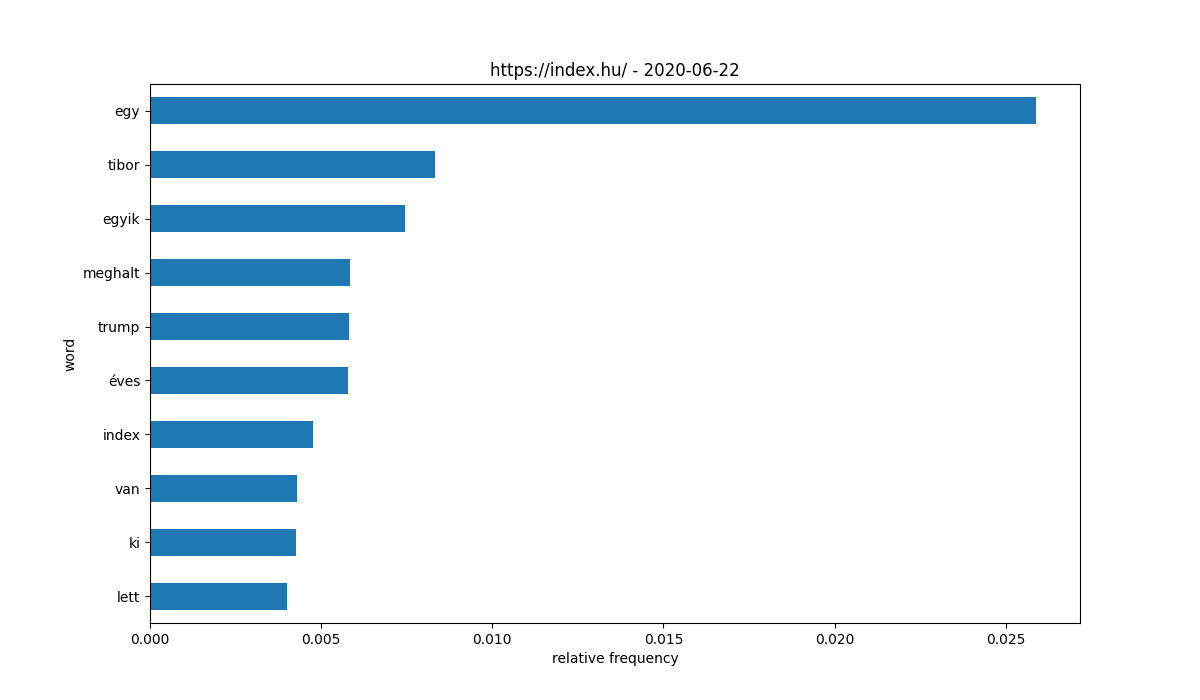 https://index.hu/ - 2020-06-22
egy
tibor
egyik
meghalt
trump
éves
index
van
ki
lett
word
0.000 0.005 0.010 0.015 0.020 0.025
relative frequency